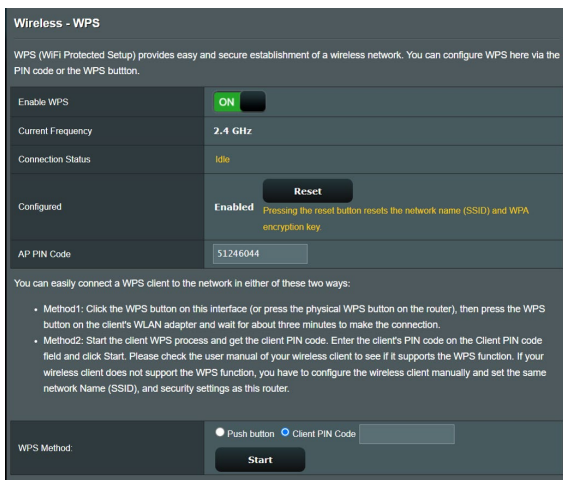 Wireless - WPS
WPS (WiFi Protected Setup) provides easy and secure establishment of a wireless network. You can configure WPS here via the
PIN code or the WPS buttton.
Enable WPS
ON
Current Frequency
2.4 GHz
Connection Status
Idle
Configured
Enabled
Reset
Pressing the reset button resets the network name (SSID) and WPA
encryption key.
AP PIN Code
51246044
You can easily connect a WPS client to the network in either of these two ways:
• Method1: Click the WPS button on this interface (or press the physical WPS button on the router), then press the WPS
button on the client's WLAN adapter and wait for about three minutes to make the connection.
• Method2: Start the client WPS process and get the client PIN code. Enter the client's PIN code on the Client PIN code
field and click Start. Please check the user manual of your wireless client to see if it supports the WPS function. If your
wireless client does not support the WPS function, you have to configure the wireless client manually and set the same
network Name (SSID), and security settings as this router.
WPS Method:
Push button Client PIN Code
Start